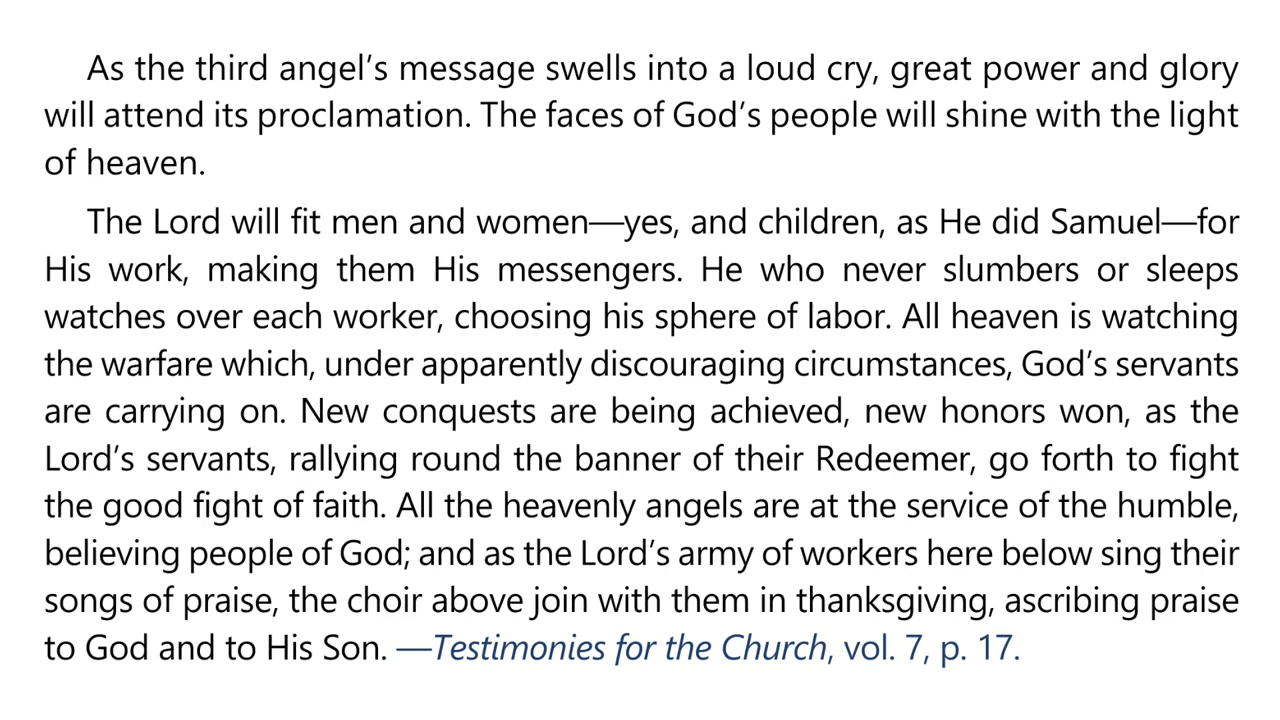 As the third angel’s message swells into a loud cry, great power and glory
will attend its proclamation. The faces of God’s people will shine with the light
of heaven.
The Lord will fit men and women—yes, and children, as He did Samuel—for
His work, making them His messengers. He who never slumbers or sleeps
watches over each worker, choosing his sphere of labor. All heaven is watching
the warfare which, under apparently discouraging circumstances, God’s servants
are carrying on. New conquests are being achieved, new honors won, as the
Lord’s servants, rallying round the banner of their Redeemer, go forth to fight
the good fight of faith. All the heavenly angels are at the service of the humble,
believing people of God; and as the Lord’s army of workers here below sing their
songs of praise, the choir above join with them in thanksgiving, ascribing praise
to God and to His Son. —Testimonies for the Church, vol. 7, p. 17.